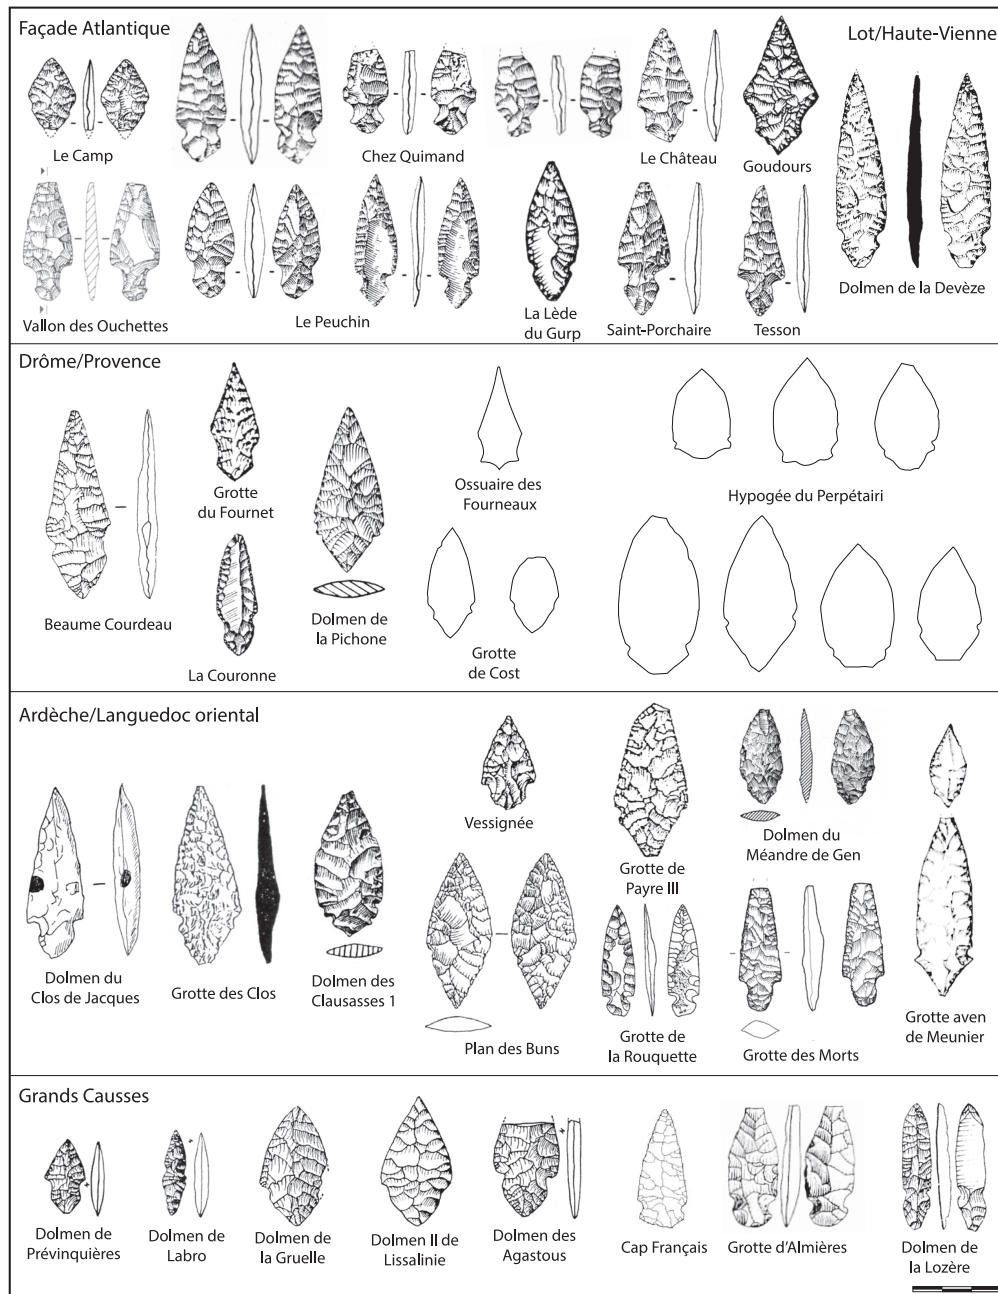 Façade Atlantique
Lot/Haute-Vienne
Le Camp
Chez Quimand
Le Château
Goudours
Vallon des Ouchettes
Le Peuchin
La Lède
du Gurp
Saint-Porchaire
Tesson
Dolmen de la Devèze
Drôme/Provence
Beaume Courdeau
Grotte
du Fournet
La Couronne
Dolmen de
la Pichone
Ossuaire des
Fourneaux
Hypogée du Perpétairi
Grotte
de Cost
Ardèche/Languedoc oriental
Dolmen du
Clos de Jacques
Grotte des Clos
Dolmen des
Clausasses 1
Vessignée
Plan des Buns
Grotte de
Payre III
Grotte de
la Rouquette
Dolmen du
Méandre de Gen
Grotte des Morts
Grotte aven
de Meunier
Grands Causses
Dolmen de
Prévinquières
Dolmen de
Labro
Dolmen de
la Gruelle
Dolmen II de
Lissalinie
Dolmen des
Agastous
Cap Français
Grotte d'Almières
Dolmen de
la Lozère